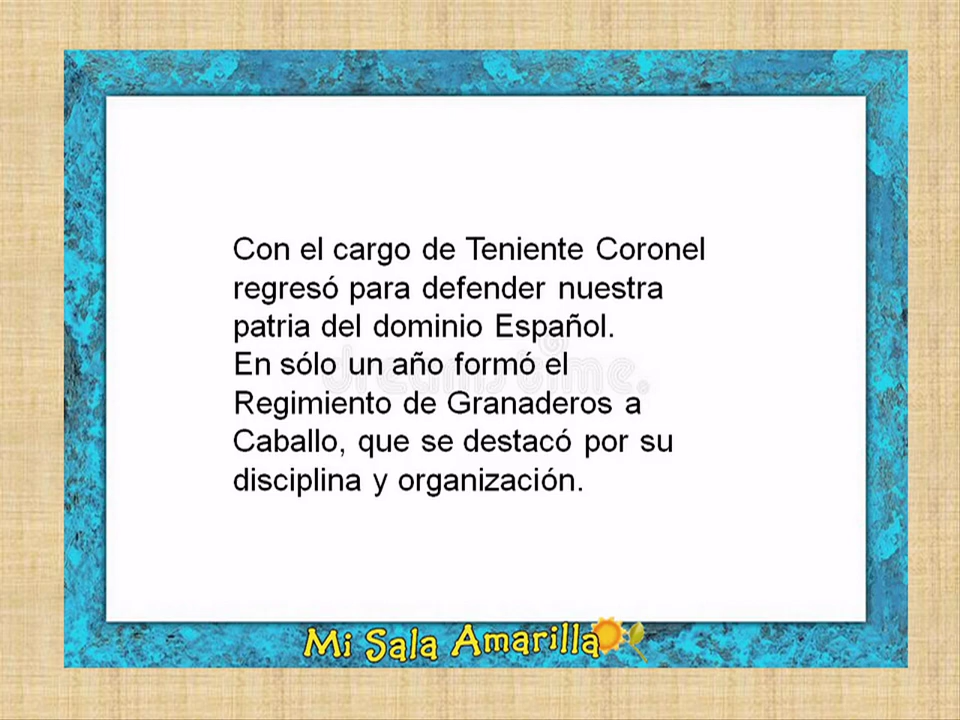 Con el cargo de Teniente Coronel
regresó para defender nuestra
patria del dominio Español.
En sólo un año formó el
Regimiento de Granaderos a
Caballo, que se destacó por su
disciplina y organización.
dreamstime.
Mi Sala Amarilla